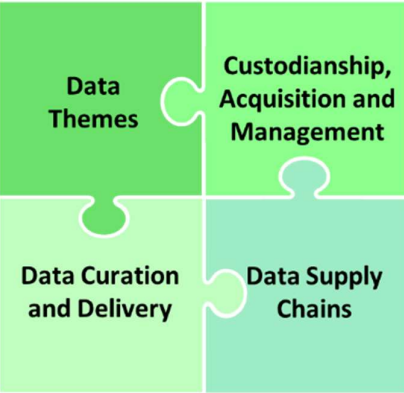 Data
Themes
Custodianship,
Acquisition and
Management
Data Curation
and Delivery
Data Supply
Chains